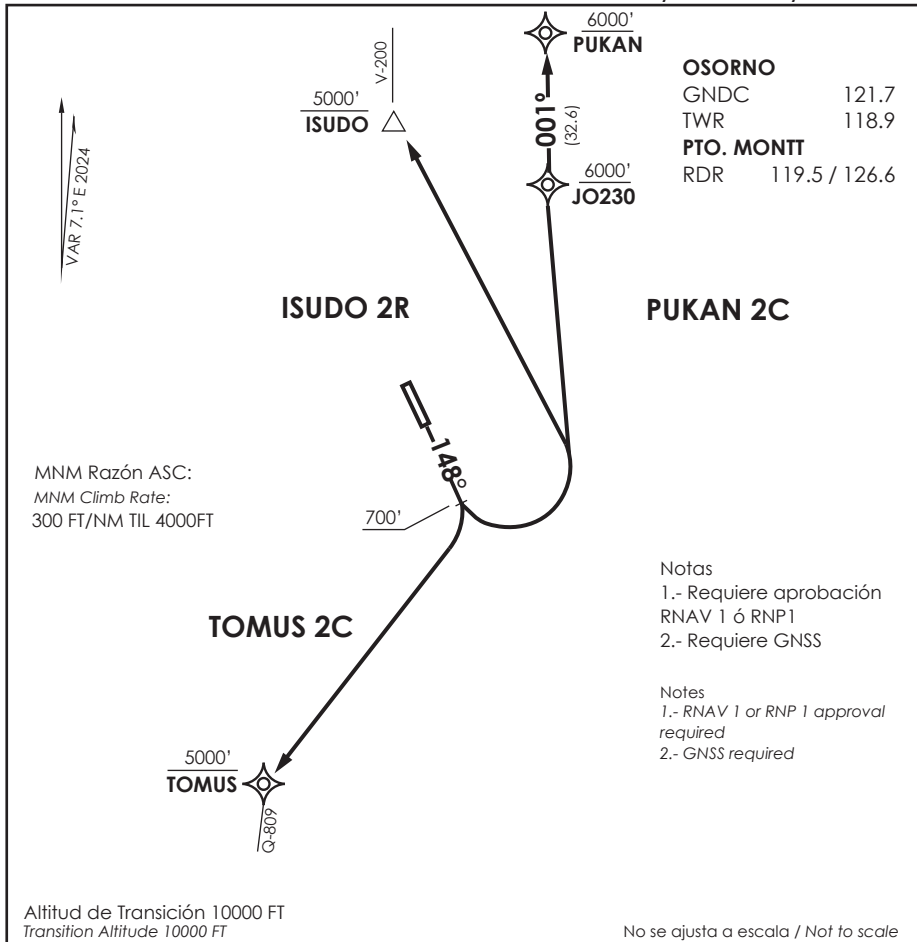 6000'
PUKAN
OSORNO
GNDC 121.7
TWR 118.9
PTO. MONTT
RDR 119.5 / 126.6
V-200
5000'
ISUDO
001°
(32.6)
6000'
JO230
VAR 7.1° E 2024
ISUDO 2R
PUKAN 2C
148°
MNM Razón ASC:
MNM Climb Rate:
300 FT/NM TIL 4000FT
700'
TOMUS 2C
Notas
1.- Requiere aprobación
RNAV 1 ó RNP1
2.- Requiere GNSS
Notes
1.- RNAV 1 or RNP 1 approval
required
2.- GNSS required
5000'
TOMUS
Q-809
Altitud de Transición 10000 FT
Transition Altitude 10000 FT
No se ajusta a escala / Not to scale